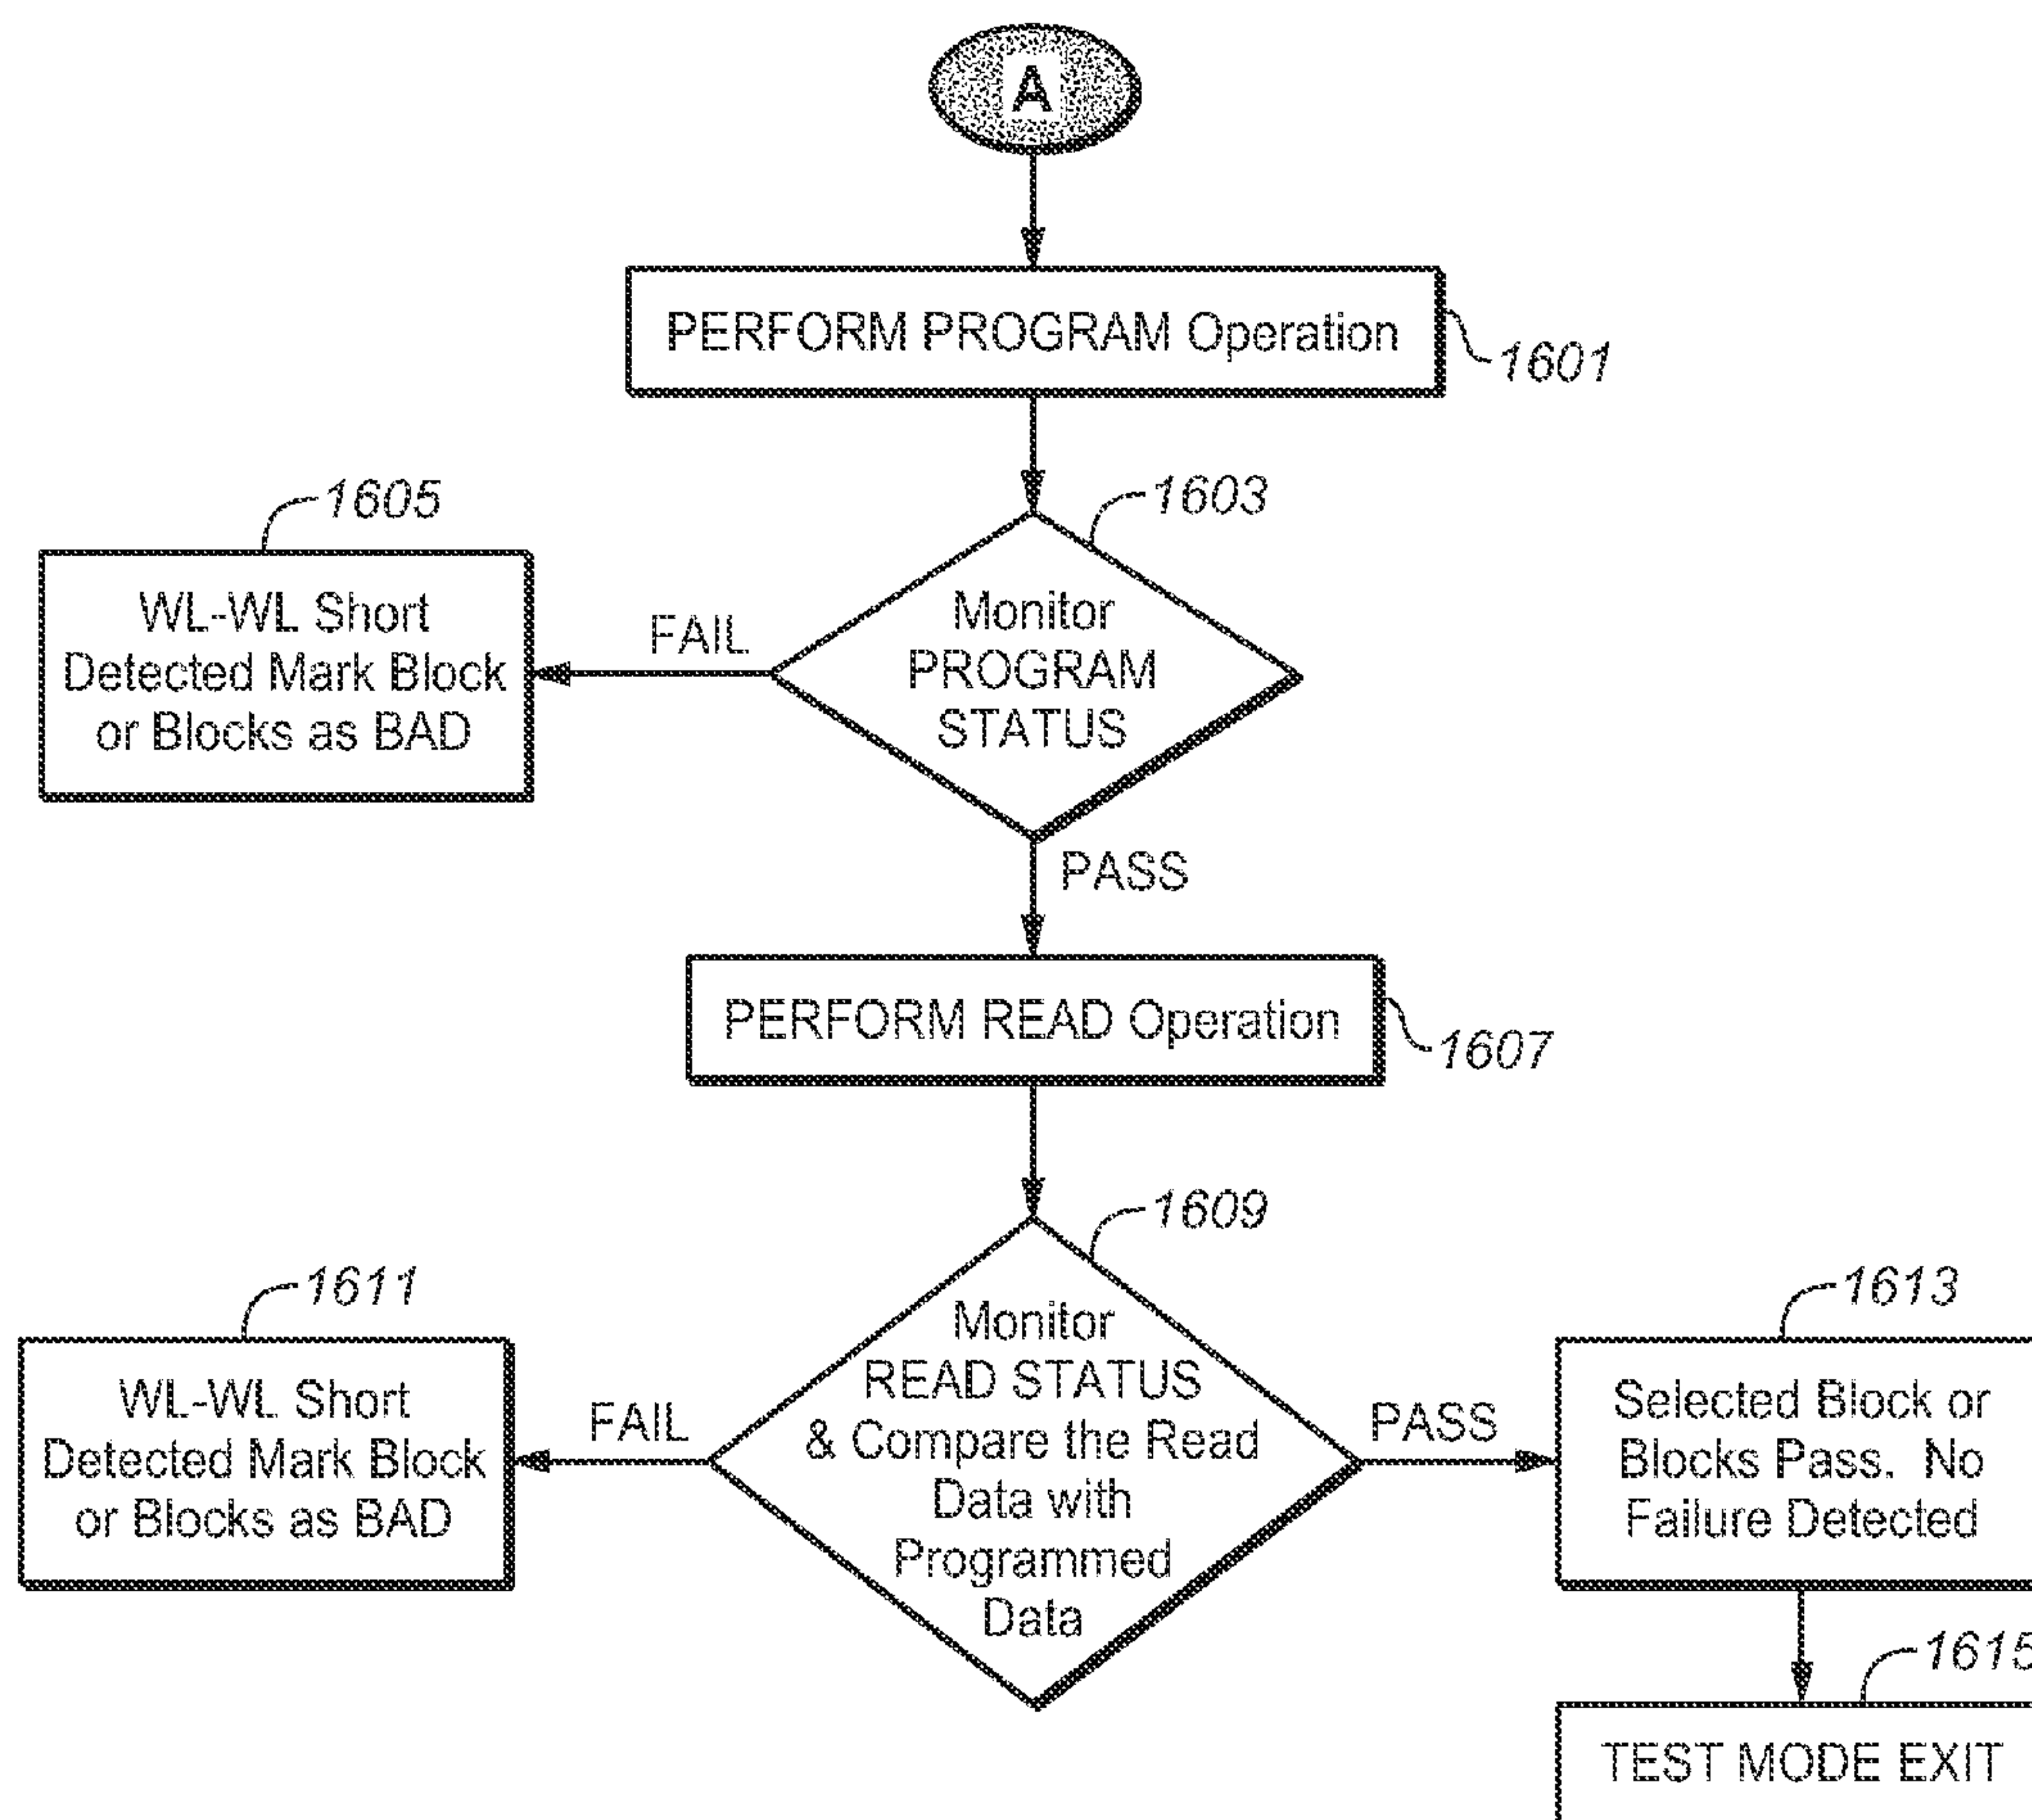 A
PERFORM PROGRAM Operation
1601
1605
1603
WL-WL Short
Detected Mark Block
or Blocks as BAD
FAIL
Monitor
PROGRAM
STATUS
PASS
PERFORM READ Operation
1607
1609
1611
1613
WL-WL Short
Detected Mark Block
or Blocks as BAD
FAIL
Monitor
READ STATUS
& Compare the Read
Data with
Programmed
Data
PASS
Selected Block or
Blocks Pass. No
Failure Detected
1615
TEST MODE EXIT